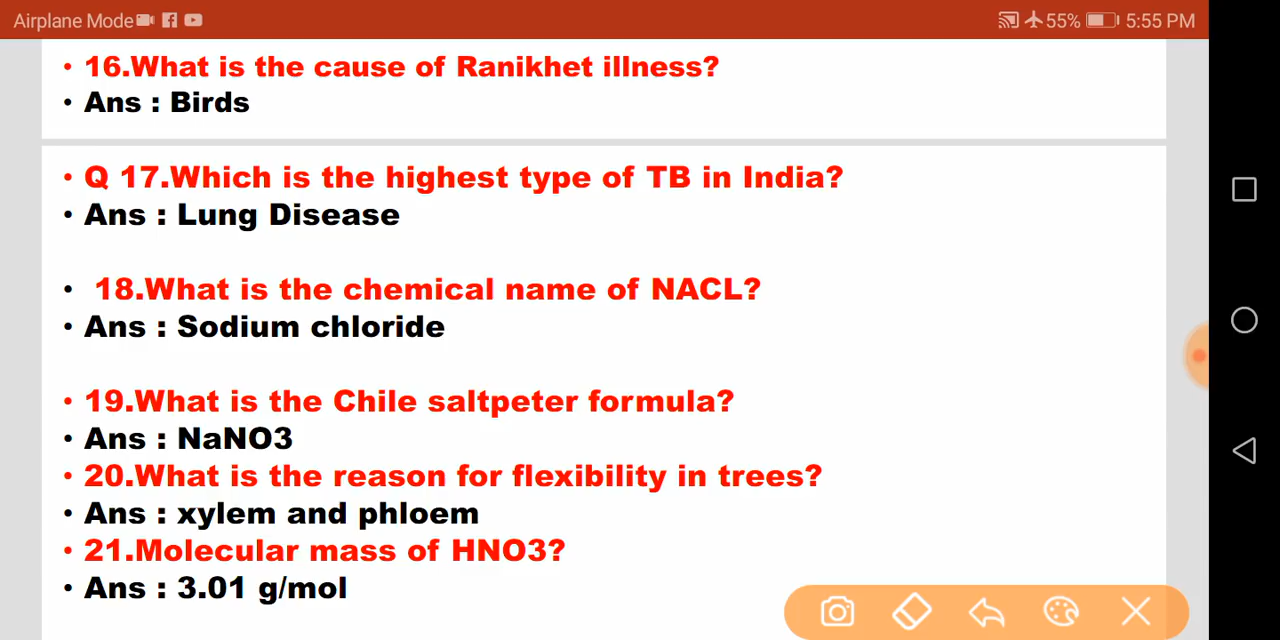 Airplane Mode 55% 5:55 PM
• 16.What is the cause of Ranikhet illness?
• Ans : Birds
• Q 17.Which is the highest type of TB in India?
• Ans : Lung Disease
• 18.What is the chemical name of NACL?
• Ans : Sodium chloride
• 19.What is the Chile saltpeter formula?
• Ans : NaNO3
• 20.What is the reason for flexibility in trees?
• Ans : xylem and phloem
• 21.Molecular mass of HNO3?
• Ans : 3.01 g/mol